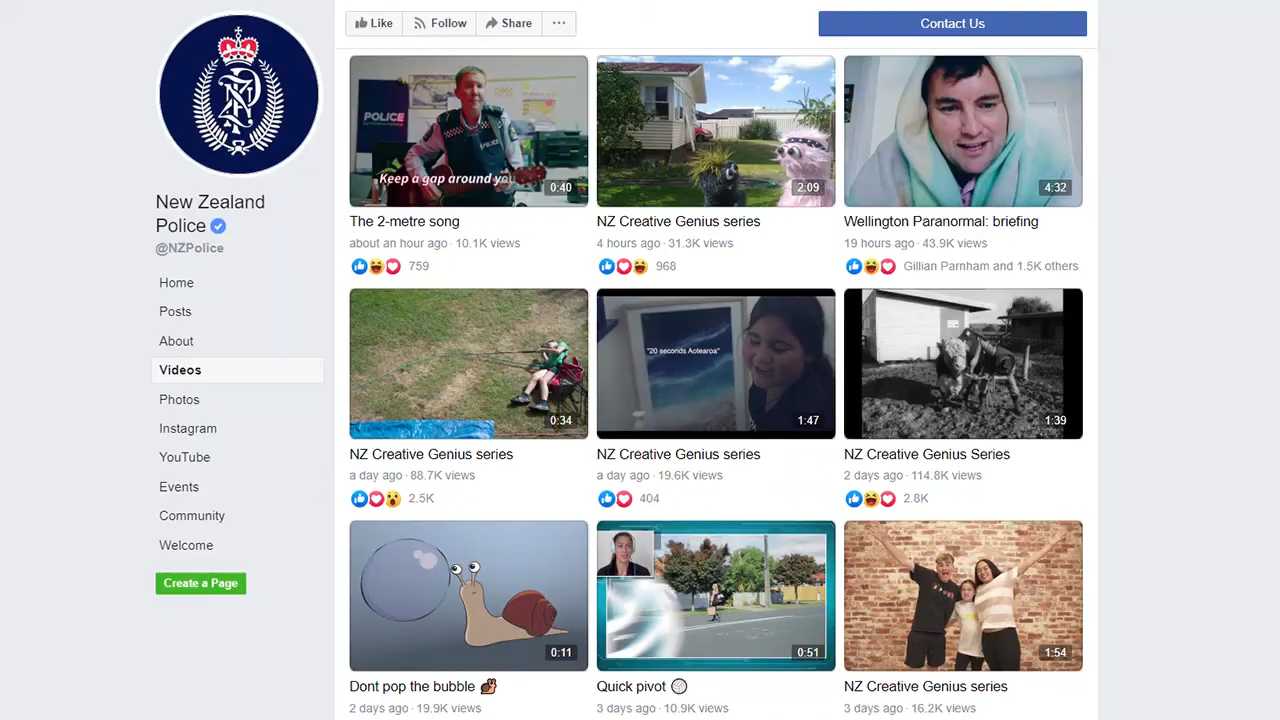 Like
Follow
Share
Contact Us
New Zealand
Police
@NZPolice
Home
Posts
About
Videos
Photos
Instagram
YouTube
Events
Community
Welcome
Create a Page
POLICE
Keep a gap around yo
0:40
The 2-metre song
about an hour ago · 10.1K views
759
2:09
NZ Creative Genius series
4 hours ago · 31.3K views
968
4:32
Wellington Paranormal: briefing
19 hours ago · 43.9K views
Gillian Parnham and 1.5K others
0:34
NZ Creative Genius series
a day ago · 88.7K views
2.5K
"20 seconds Aotearoa"
1:47
NZ Creative Genius series
a day ago · 19.6K views
404
1:39
NZ Creative Genius Series
2 days ago · 114.8K views
2.8K
0:11
Dont pop the bubble
2 days ago · 19.9K views
0:51
Quick pivot
3 days ago · 10.9K views
1:54
NZ Creative Genius series
3 days ago · 16.2K views